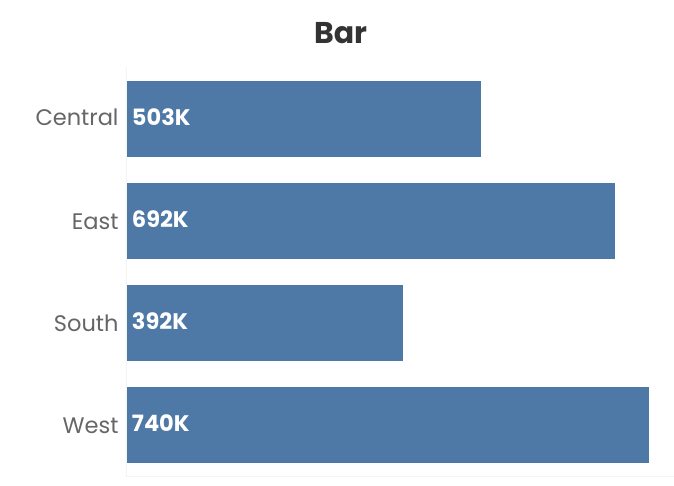 Bar
Central 503K
East 692K
South 392K
West 740K